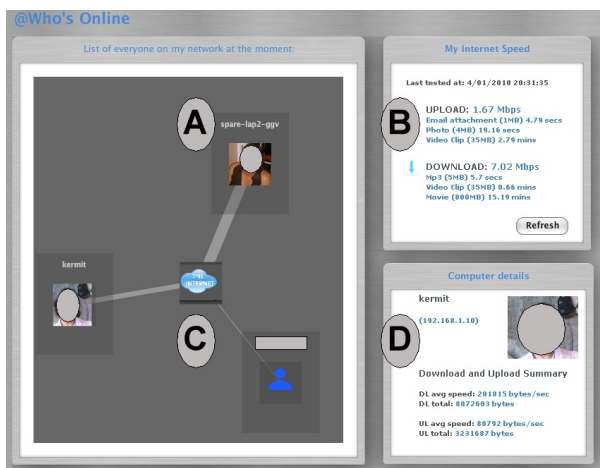 @Who's Online
List of everyone on my network at the moment:
A
spare-lap2-ggv
kermit
THE
INTERNET
C
My Internet Speed
Last tested at: 4/01/2010 20:31:35
B
UPLOAD: 1.67 Mbps
Email attachment (1MB) 4.79 secs
Photo (4MB) 19.16 secs
Video Clip (35MB) 2.79 mins
DOWNLOAD: 7.02 Mbps
Mp3 (5MB) 5.7 secs
Video Clip (35MB) 0.66 mins
Movie (800MB) 15.19 mins
Refresh
Computer details
kermit
(192.168.1.10)
D
Download and Upload Summary
DL avg speed: 201815 bytes/sec
DL total: 8072603 bytes
UL avg speed: 80792 bytes/sec
UL total: 3231687 bytes